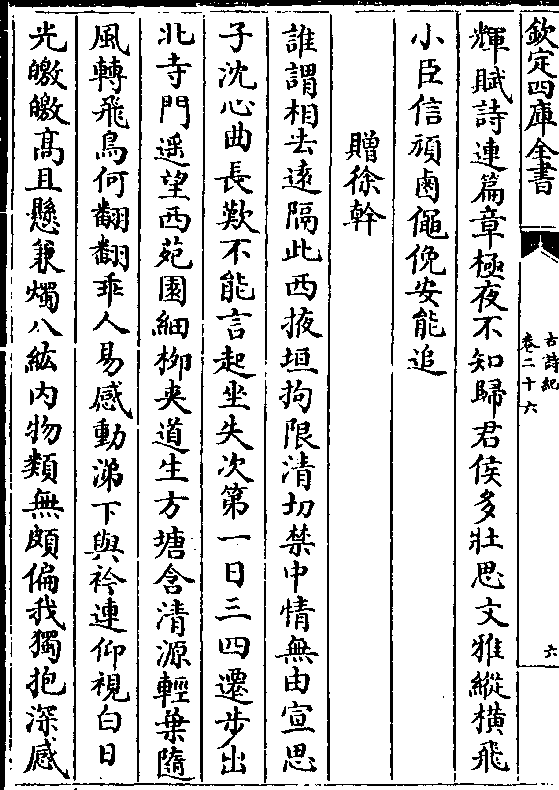 欽定四庫全書
古詩紀
卷二十六
六
輝賦詩連篇章極夜不知歸君侯多壯思文雅縱横飛
小臣信頑鹵僶俛安能追
贈徐幹
誰謂相去遠隔此西掖垣拘限清切禁中情無由宣思
子沈心曲長歎不能言起坐失次第一日三四遷步出
北寺門遥望西苑園細栁夾道生方塘含清源輕葉隨
風轉飛鳥何翻翻乖人易感動涕下與衿連仰視白日
光皦皦髙且懸兼燭八紘内物類無頗偏我獨抱深感